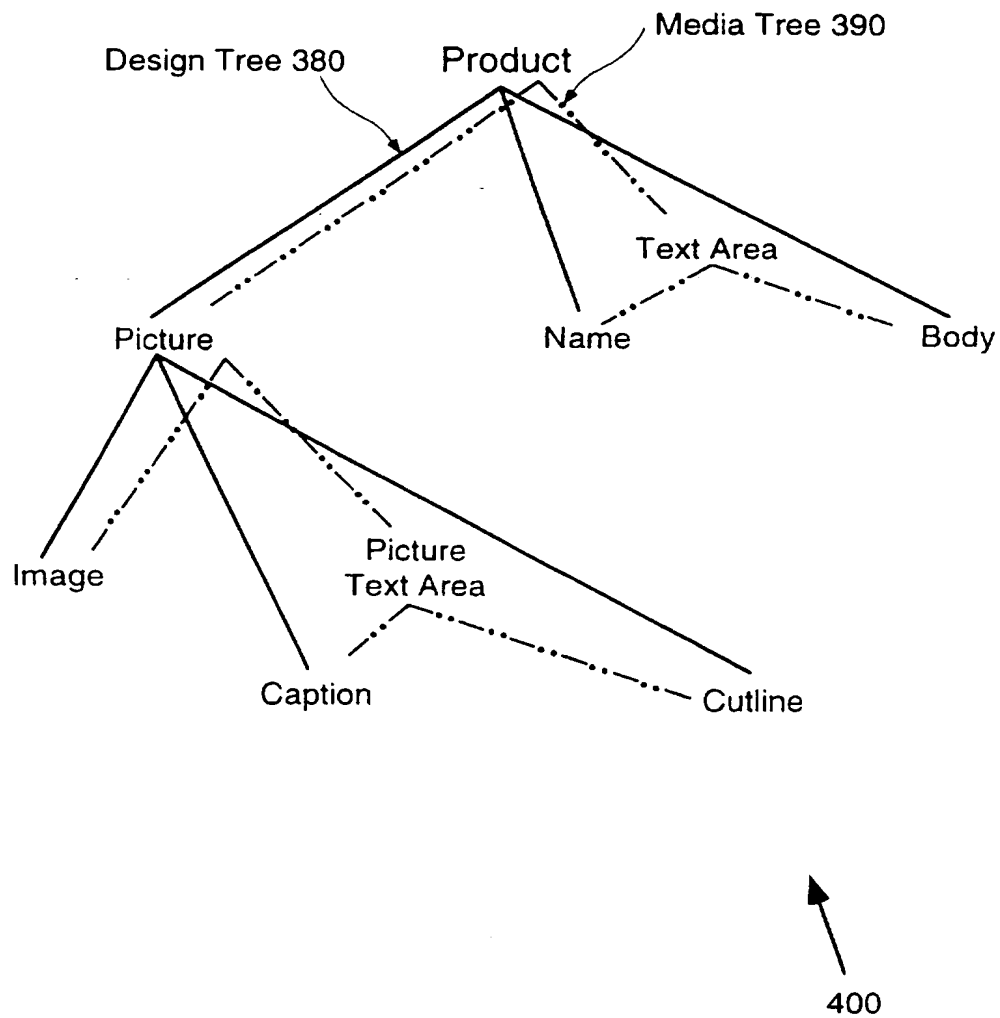 Media Tree 390
Design Tree 380
Product
Text Area
Picture
Name
Body
Picture
Text Area
Image
Caption
Cutline
400